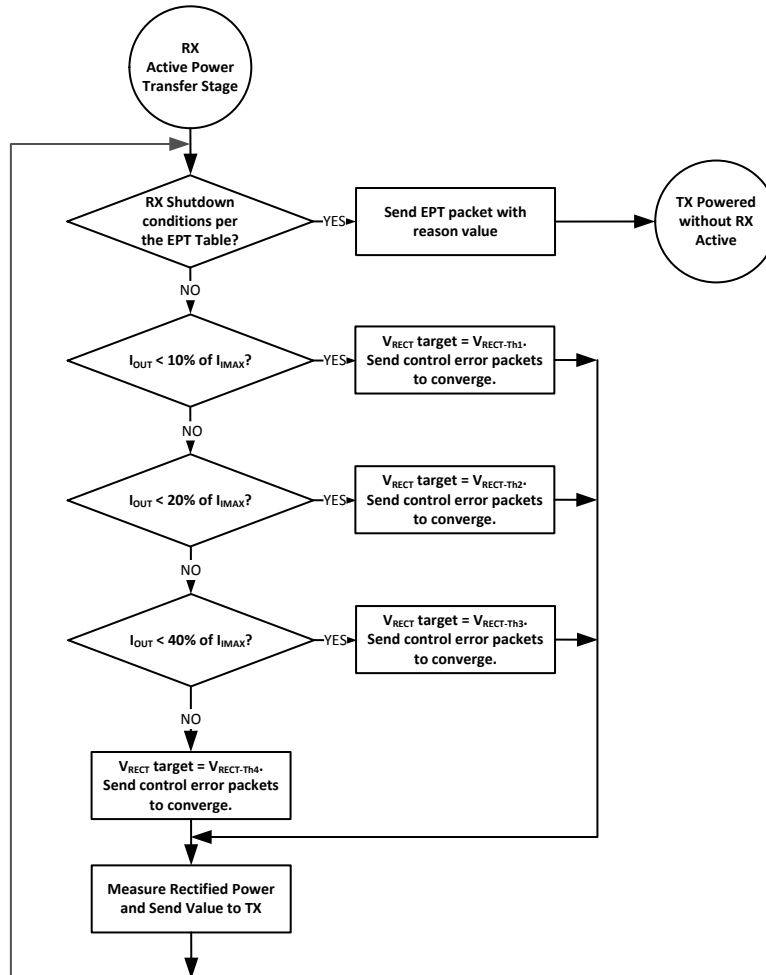 RX
Active Power
Transfer Stage
RX Shutdown
conditions per
the EPT Table?
YES
Send EPT packet with
reason value
TX Powered
without RX
Active
NO
IOUT < 10% of IIMAX?
YES
VRECT target = VRECT-Th1.
Send control error packets
to converge.
NO
IOUT < 20% of IIMAX?
YES
VRECT target = VRECT-Th2.
Send control error packets
to converge.
NO
IOUT < 40% of IIMAX?
YES
VRECT target = VRECT-Th3.
Send control error packets
to converge.
NO
VRECT target = VRECT-Th4.
Send control error packets
to converge.
Measure Rectified Power
and Send Value to TX